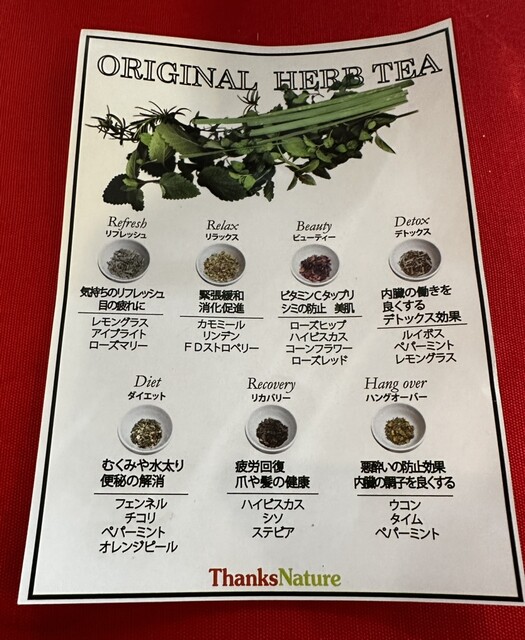 ORIGINAL HERB TEA
Refresh
リフレッシュ
気持ちのリフレッシュ
目の疲れに
レモングラス
アイブライト
ローズマリー
Relax
リラックス
緊張緩和
消化促進
カモミール
リンデン
FDストロベリー
Beauty
ビューティー
ビタミンCタップリ
シミの防止 美肌
ローズヒップ
ハイビスカス
コーンフラワー
ローズレッド
Detox
デトックス
内臓の働きを
良くする
デトックス効果
ルイボス
ペパーミント
レモングラス
Diet
ダイエット
むくみや水太り
便秘の解消
フェンネル
チコリ
ペパーミント
オレンジピール
Recovery
リカバリー
疲労回復
爪や髪の健康
ハイビスカス
シソ
ステビア
Hang over
ハングオーバー
悪酔いの防止効果
内臓の調子を良くする
ウコン
タイム
ペパーミント
ThanksNature